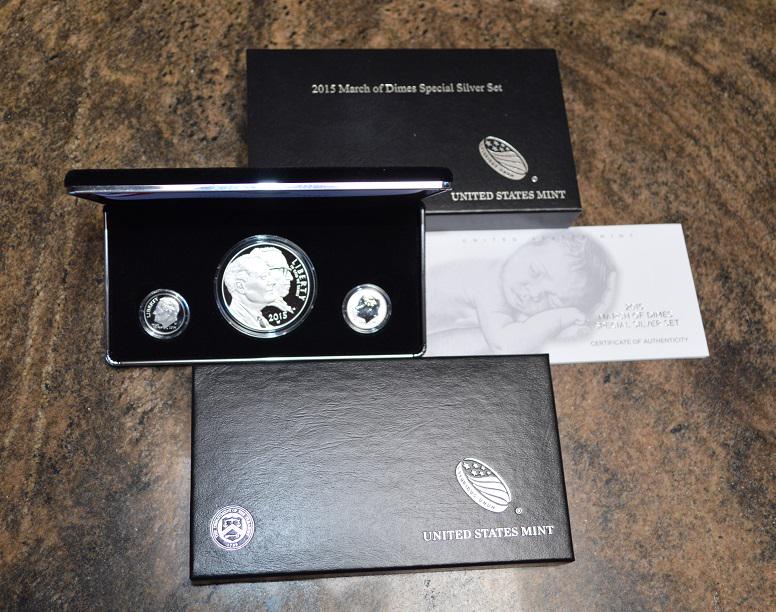 2015 March of Dimes Special Silver Set
UNITED STATES MINT
UNITED STATES MINT
2015
MARCH OF DIMES
SPECIAL SILVER SET
CERTIFICATE OF AUTHENTICITY
LIBERTY
LIBERTY
2015
UNITED STATES MINT